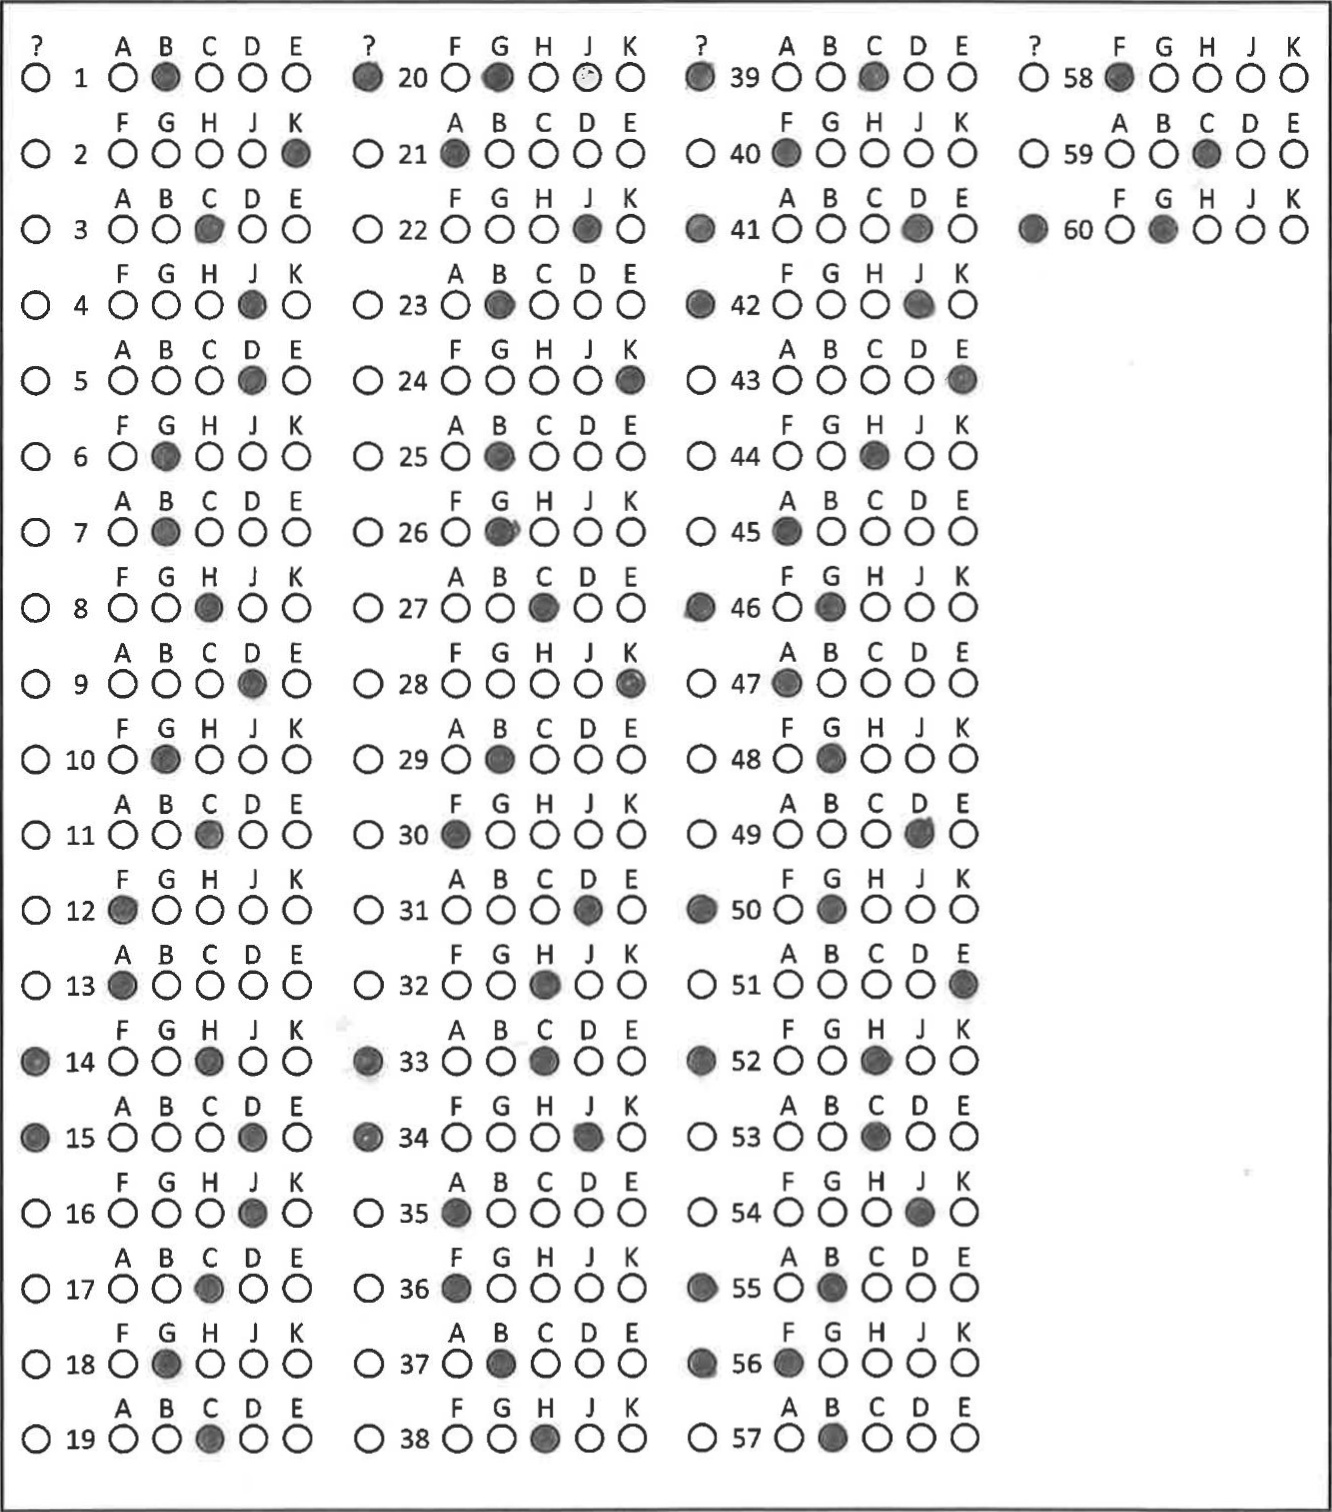 ? A B C D E ? F G H J K ? A B C D E ? F G H J K
1 20 39 58
F G H J K A B C D E F G H J K A B C D E
2 21 40 59
A B C D E F G H J K A B C D E F G H J K
3 22 41 60
F G H J K A B C D E F G H J K
4 23 42
A B C D E F G H J K A B C D E
5 24 43
F G H J K A B C D E F G H J K
6 25 44
A B C D E F G H J K A B C D E
7 26 45
F G H J K A B C D E F G H J K
8 27 46
A B C D E F G H J K A B C D E
9 28 47
F G H J K A B C D E F G H J K
10 29 48
A B C D E F G H J K A B C D E
11 30 49
F G H J K A B C D E F G H J K
12 31 50
A B C D E F G H J K A B C D E
13 32 51
F G H J K A B C D E F G H J K
14 33 52
A B C D E F G H J K A B C D E
15 34 53
F G H J K A B C D E F G H J K
16 35 54
A B C D E F G H J K A B C D E
17 36 55
F G H J K A B C D E F G H J K
18 37 56
A B C D E F G H J K A B C D E
19 38 57